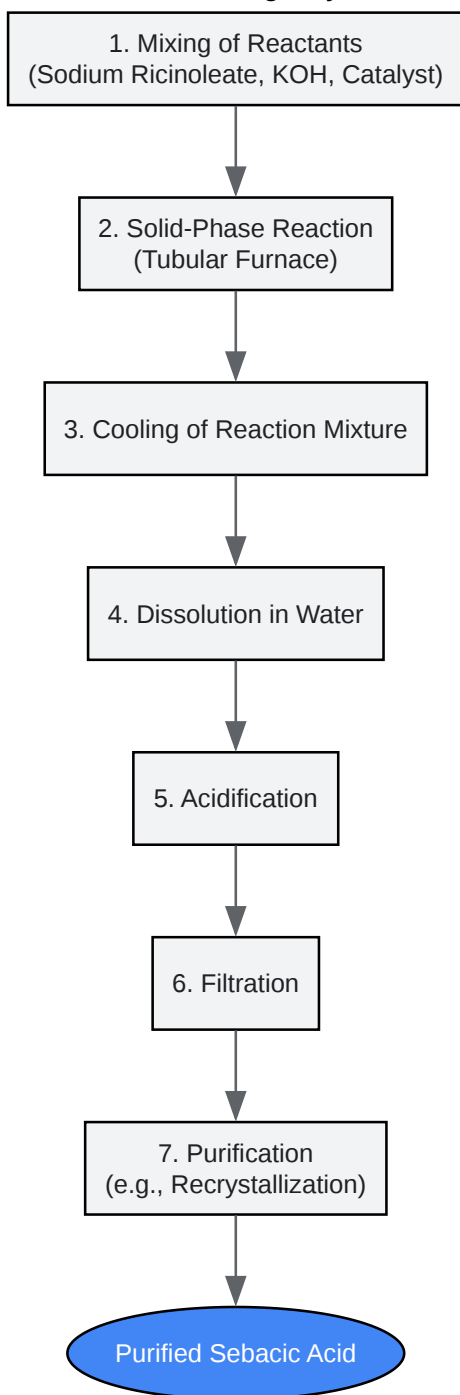 1. Mixing of Reactants
(Sodium Ricinoleate, KOH, Catalyst)
2. Solid-Phase Reaction
(Tubular Furnace)
3. Cooling of Reaction Mixture
4. Dissolution in Water
5. Acidification
6. Filtration
7. Purification
(e.g., Recrystallization)
Purified Sebacic Acid